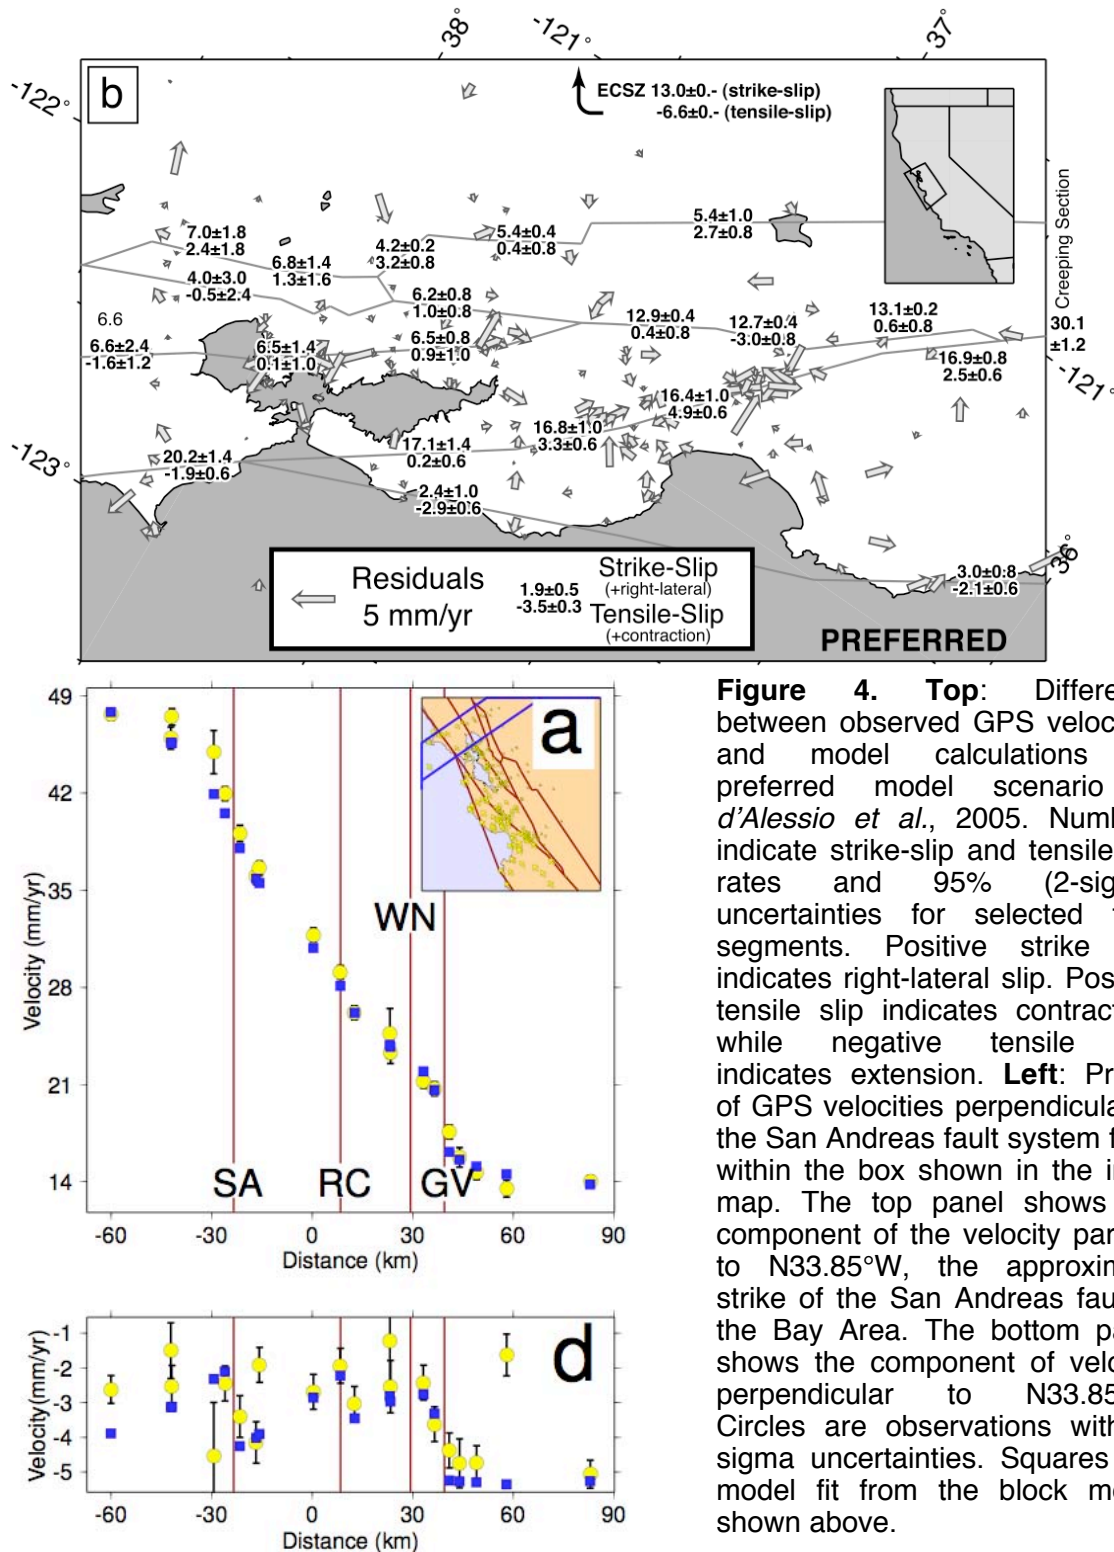 38°
-121°
37°
-122°
b
ECSZ 13.0±0.- (strike-slip)
-6.6±0.- (tensile-slip)
Creeping Section
7.0±1.8
2.4±1.8
6.8±1.4
1.3±1.6
4.2±0.2
3.2±0.8
5.4±0.4
0.4±0.8
5.4±1.0
2.7±0.8
4.0±3.0
-0.5±2.4
6.2±0.8
1.0±0.8
6.6
6.6±2.4
-1.6±1.2
6.5±1.4
0.1±1.0
6.5±0.8
0.9±1.0
12.9±0.4
0.4±0.8
12.7±0.4
-3.0±0.8
13.1±0.2
0.6±0.8
30.1
±1.2
16.9±0.8
2.5±0.6
-121°
16.4±1.0
4.9±0.6
16.8±1.0
3.3±0.6
17.1±1.4
0.2±0.6
-123°
20.2±1.4
-1.9±0.6
2.4±1.0
-2.9±0.6
3.0±0.8
-2.1±0.6
36°
Residuals
5 mm/yr
1.9±0.5
-3.5±0.3
Strike-Slip
(+right-lateral)
Tensile-Slip
(+contraction)
PREFERRED
49
42
35
28
21
14
Velocity (mm/yr)
a
WN
SA
RC
GV
-60
-30
0
30
60
90
Distance (km)
-1
-2
-3
-4
-5
Velocity(mm/yr)
d
-60
-30
0
30
60
90
Distance (km)
Figure 4. Top: Differe
between observed GPS veloc
and model calculations
preferred model scenario
d'Alessio et al., 2005. Numb
indicate strike-slip and tensile
rates and 95% (2-sig
uncertainties for selected
segments. Positive strike
indicates right-lateral slip. Pos
tensile slip indicates contract
while negative tensile
indicates extension. Left: Pr
of GPS velocities perpendicula
the San Andreas fault system f
within the box shown in the i
map. The top panel shows
component of the velocity par
to N33.85°W, the approxim
strike of the San Andreas fau
the Bay Area. The bottom pa
shows the component of velo
perpendicular to N33.85
Circles are observations with
sigma uncertainties. Squares
model fit from the block m
shown above.